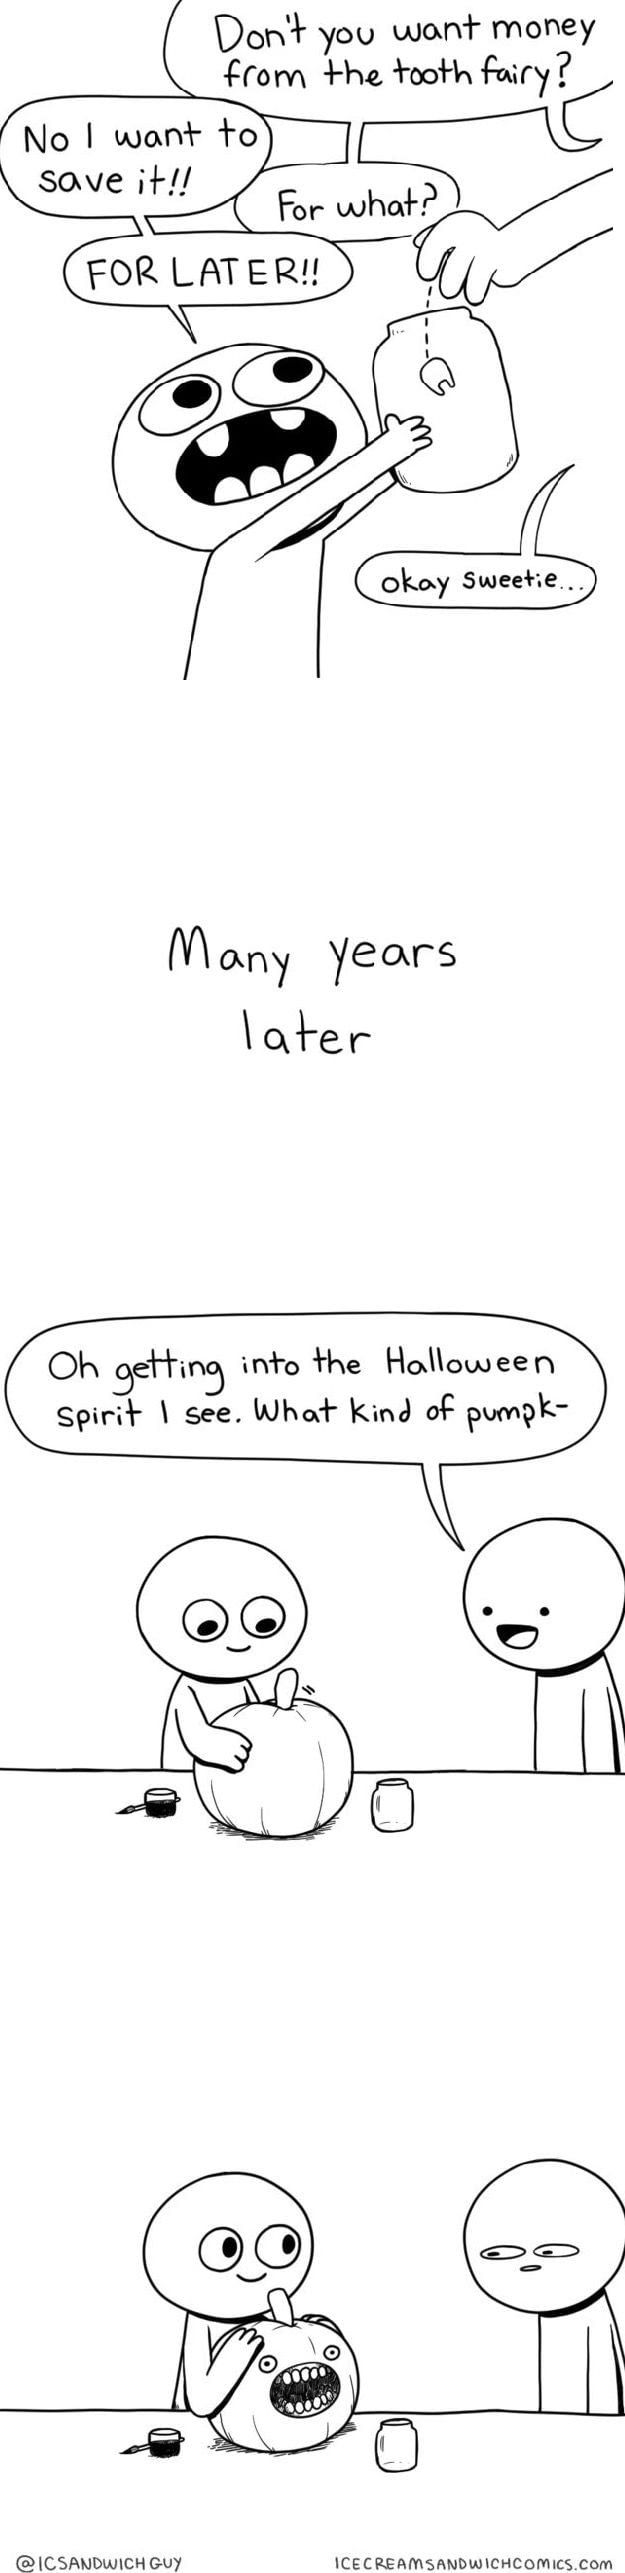 Don't you want money
from the tooth fairy?
No I want to
save it!!
For what?
FOR LATER!!
okay sweetie...
Many years
later
Oh getting into the Halloween
spirit I see. What kind of pumpk-
@ICSANDWICHGUY
ICECREAMSANDWICHCOMICS.COM